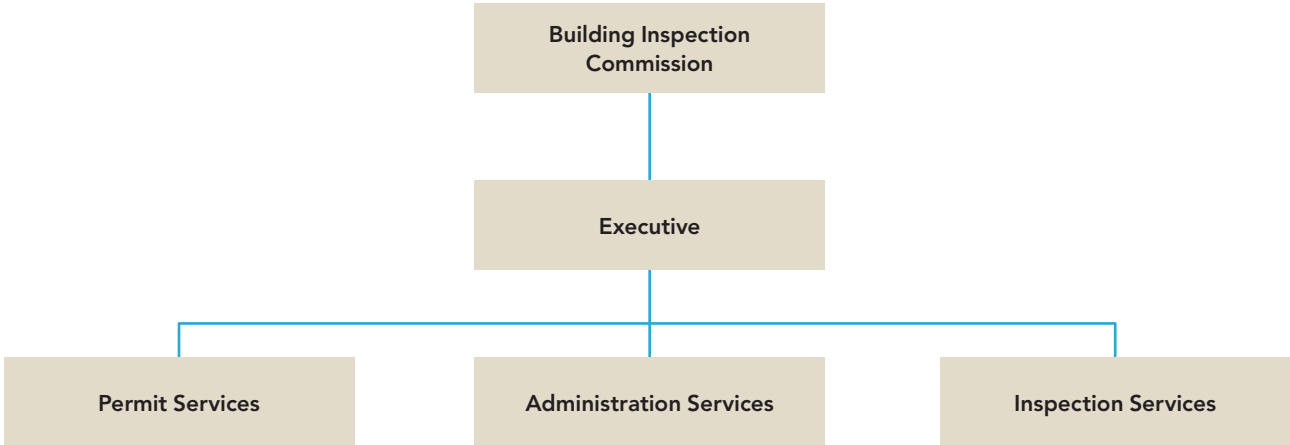 Building Inspection
Commission
Executive
Permit Services
Administration Services
Inspection Services